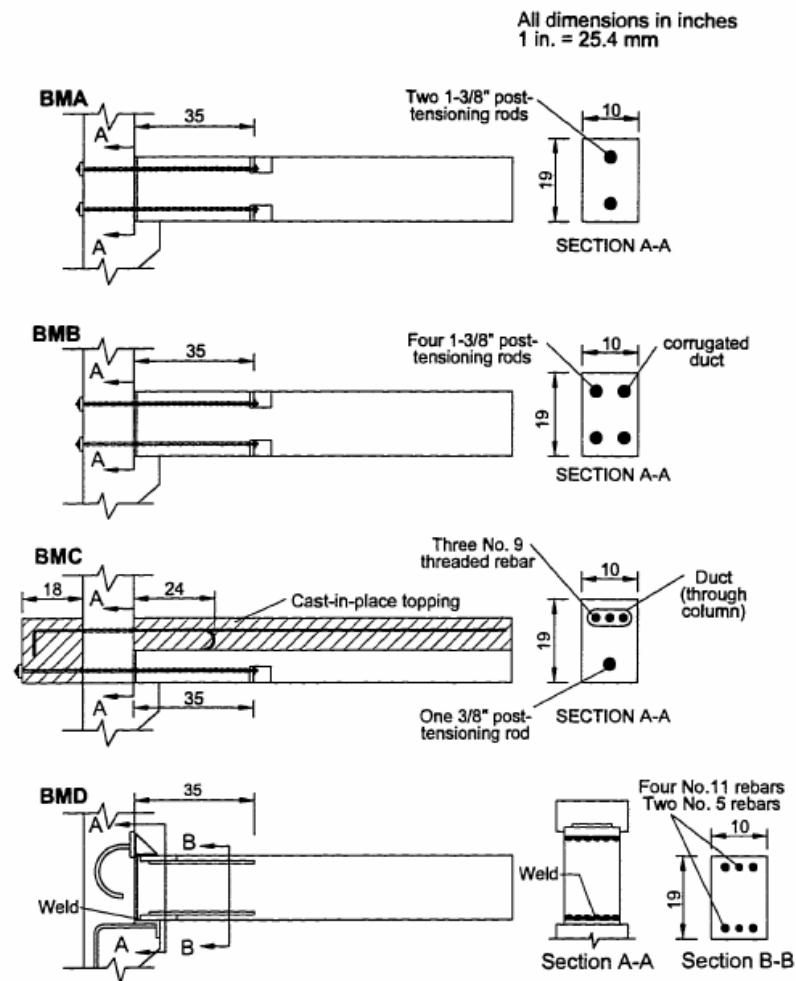 All dimensions in inches
1 in. = 25.4 mm
BMA
A
35
A
Two 1-3/8" post-
tensioning rods
10
19
SECTION A-A
BMB
A
35
A
Four 1-3/8" post-
tensioning rods
10
corrugated
duct
19
SECTION A-A
BMC
18
A
24
Cast-in-place topping
A
35
Three No. 9
threaded rebar
10
Duct
(through
column)
19
One 3/8" post-
tensioning rod
SECTION A-A
BMD
A
35
B
Weld
A
B
Weld
Section A-A
Four No.11 rebars
Two No. 5 rebars
10
19
Section B-B